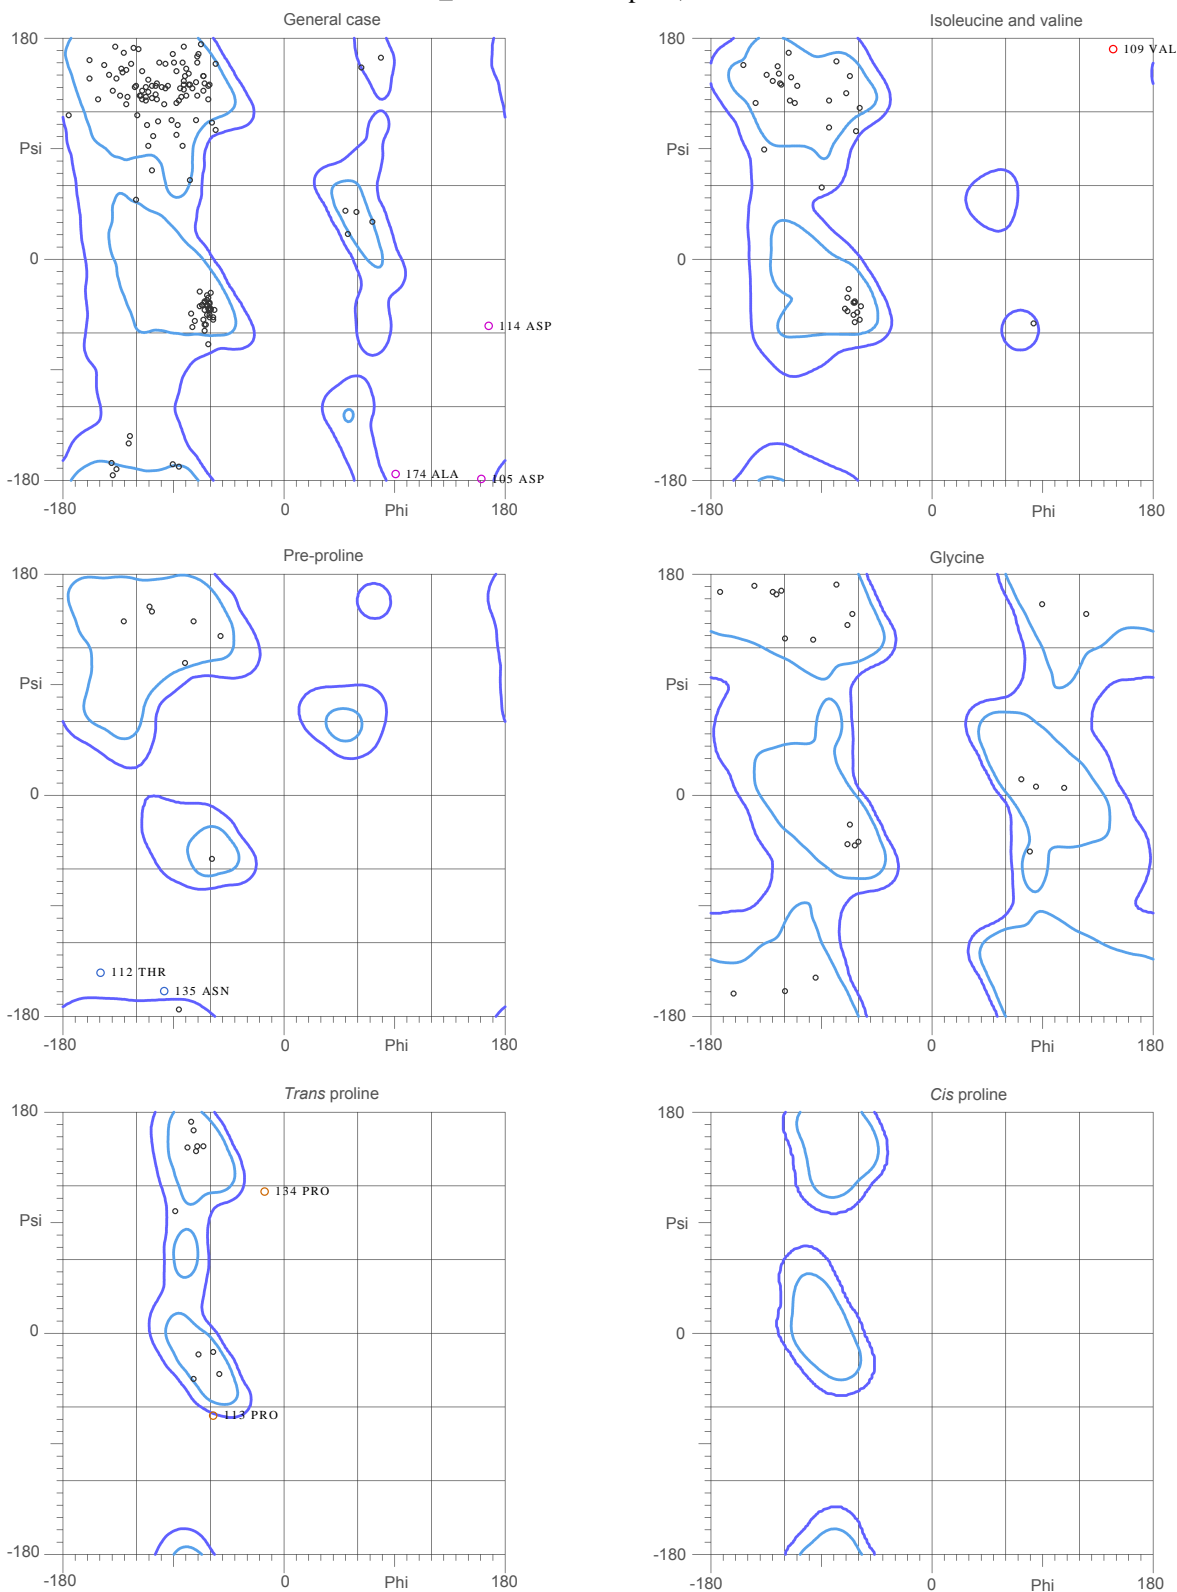 General case
Isoleucine and valine
180
Psi
0
-180
-180
0
Phi
180
114 ASP
174 ALA
105 ASP
180
Psi
0
-180
-180
0
Phi
180
109 VAL
Pre-proline
Glycine
180
Psi
0
-180
-180
0
Phi
180
112 THR
135 ASN
180
Psi
0
-180
-180
0
Phi
180
Trans proline
Cis proline
180
Psi
0
-180
-180
0
Phi
180
134 PRO
113 PRO
180
Psi
0
-180
-180
0
Phi
180